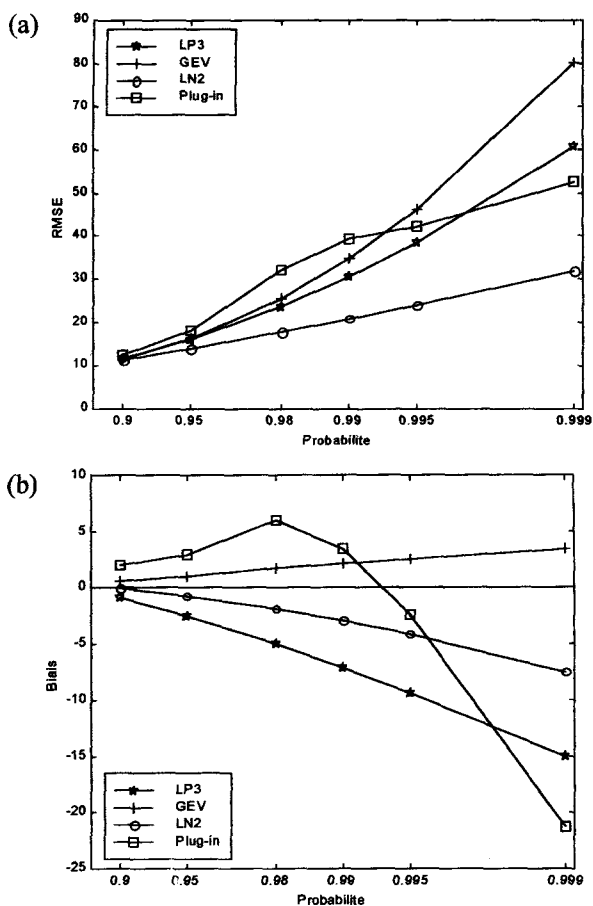 (a)
LP3
GEV
LN2
Plug-in
90
80
70
60
50
40
30
20
10
0
RMSE
0.9 0.95 0.98 0.99 0.995 0.999
Probabilite
(b)
10
5
0
-5
-10
-15
-20
-25
Biais
LP3
GEV
LN2
Plug-in
0.9 0.95 0.98 0.99 0.995 0.999
Probabilite